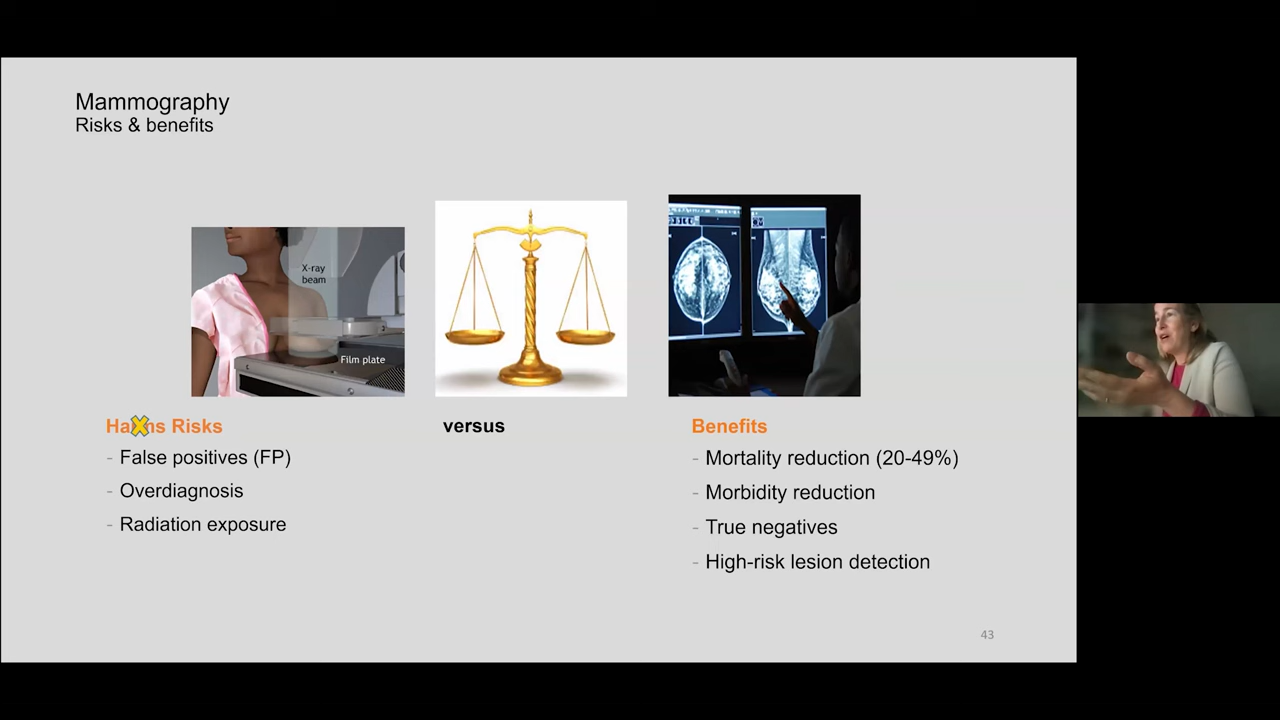 Mammography
Risks & benefits
X-ray
beam
Film plate
Risks
versus
Benefits
- False positives (FP)
- Overdiagnosis
- Radiation exposure
- Mortality reduction (20-49%)
- Morbidity reduction
- True negatives
- High-risk lesion detection
43